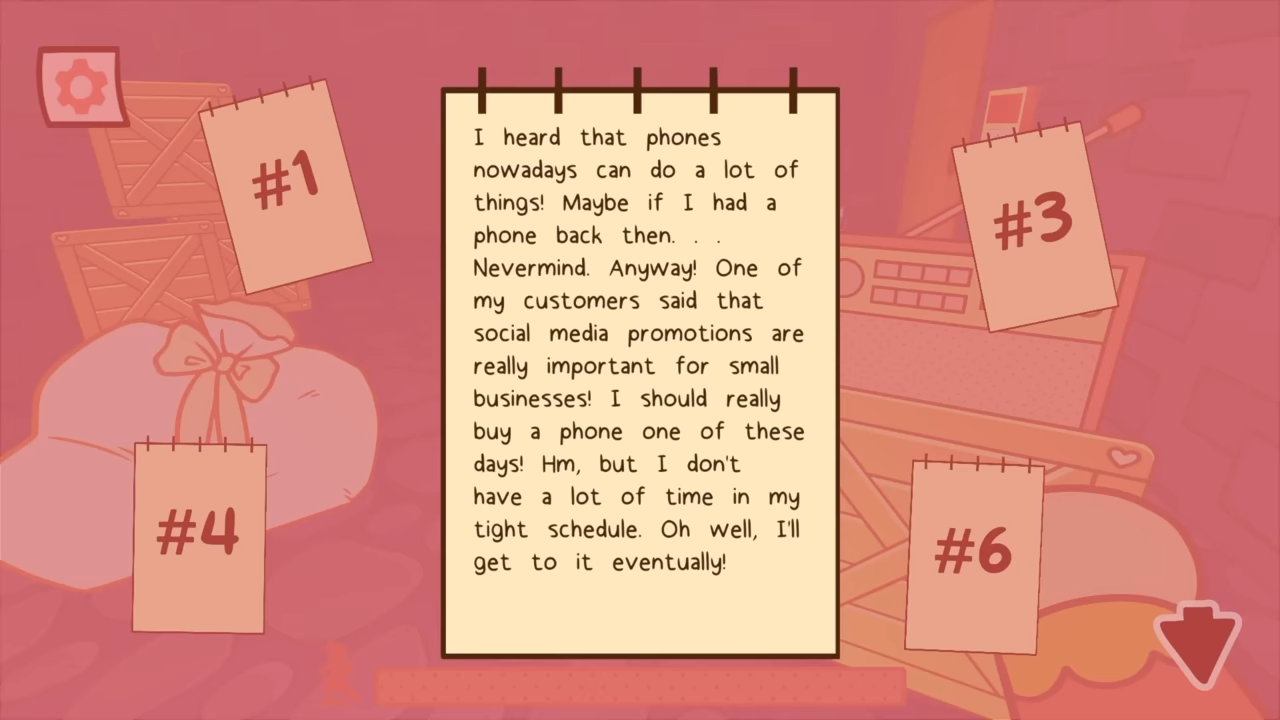 #1
I heard that phones
nowadays can do a lot of
things! Maybe if I had a
phone back then. . .
Nevermind. Anyway! One of
my customers said that
social media promotions are
really important for small
businesses! I should really
buy a phone one of these
days! Hm, but I don't
have a lot of time in my
tight schedule. Oh well, I'll
get to it eventually!
#3
#4
#6